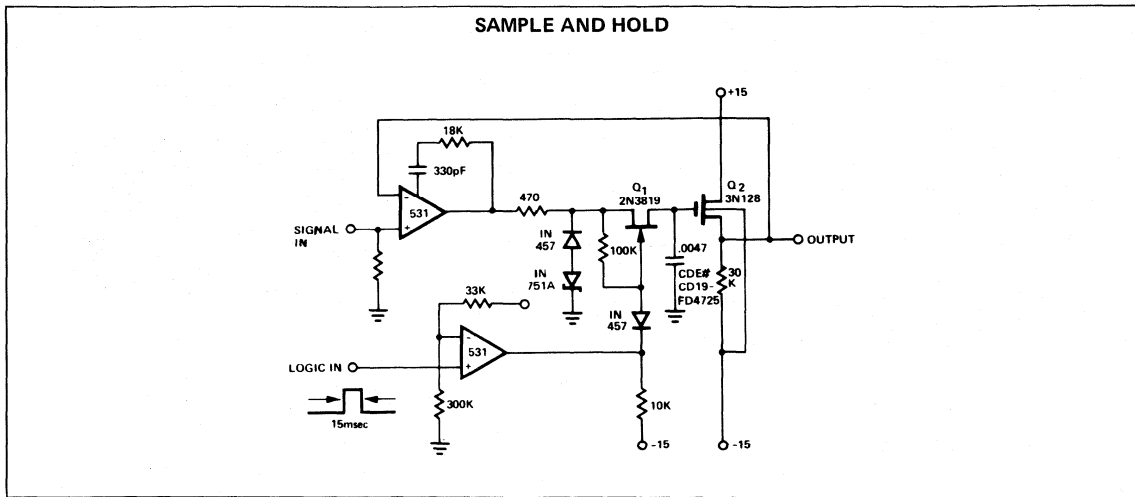 SAMPLE AND HOLD
+15
18K
330pF
Q1
2N3819
Q2
3N128
470
-
531
+
SIGNAL
IN
OUTPUT
IN
457
100K
.0047
CDE#
CD19-
FD4725
30
K
IN
751A
33K
IN
457
-
531
+
LOGIC IN
300K
10K
15msec
-15
-15